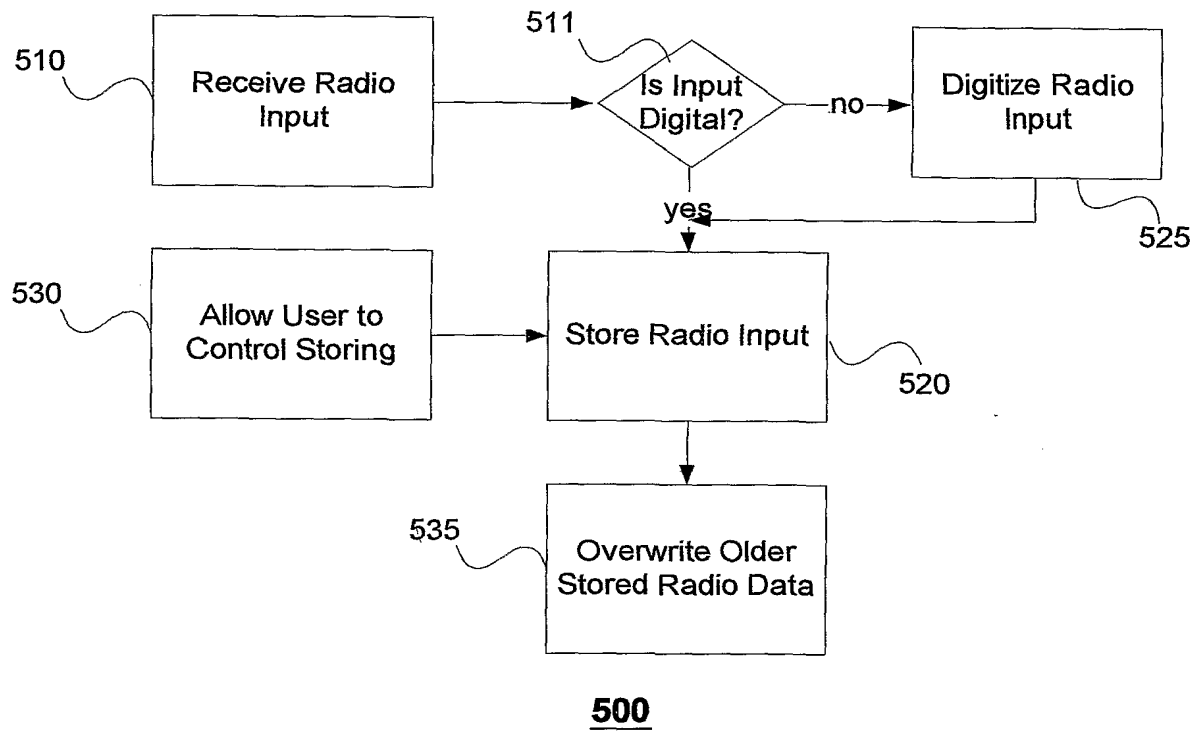 510
Receive Radio
Input
511
Is Input
Digital?
no
Digitize Radio
Input
525
yes
530
Allow User to
Control Storing
Store Radio Input
520
535
Overwrite Older
Stored Radio Data
500